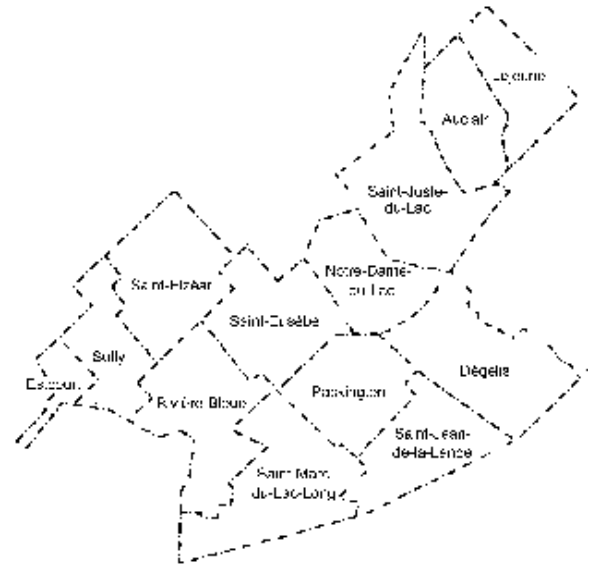 Lejeune
Auclair
Saint-Juste-
du-Lac
Notre-Dame-
du-Lac
Saint-Elzéar
Saint-Eusèbe
Sully
Dégelis
Estcourt
Rivière-Bleue
Packington
Saint-Jean-
de-la-Lande
Saint-Marc-
du-Lac-Long